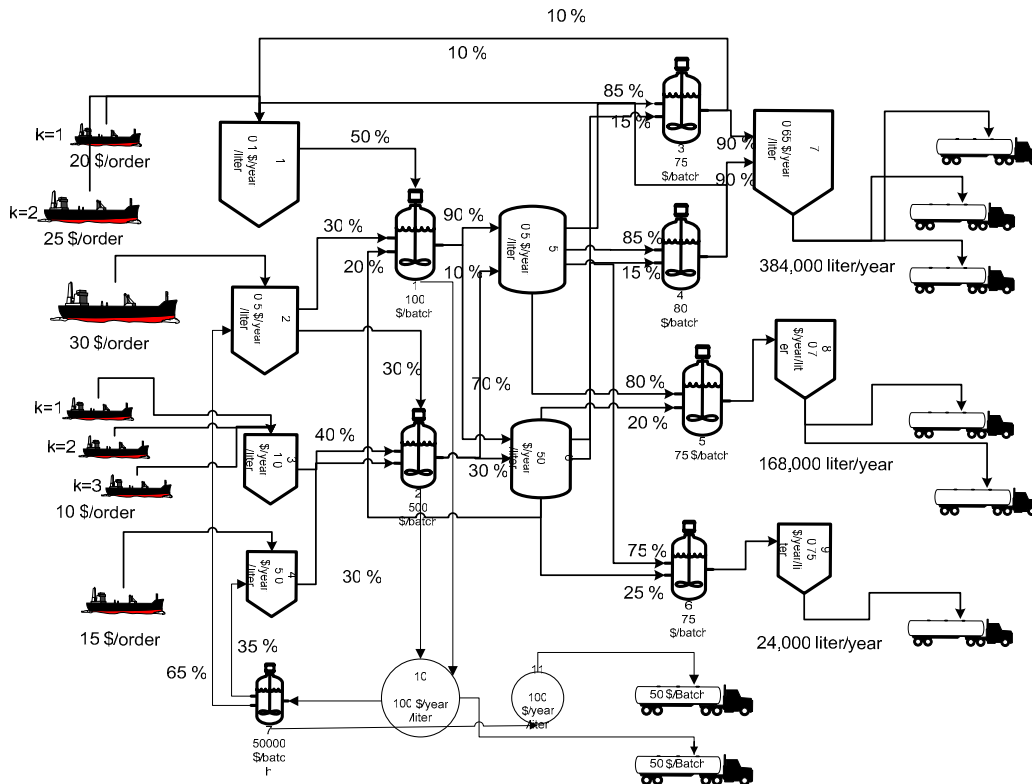 10 %
10 %
k=1
20 $/order
k=2
25 $/order
30 $/order
k=1
k=2
k=3
10 $/order
15 $/order
1
0 1 $/year
/liter
2
0 5 $/year
/liter
3
1 0
$/year
/liter
4
5 0
$/year
/liter
50 %
30 %
20 %
30 %
40 %
30 %
35 %
65 %
1
100
$/batch
2
500
$/batch
90 %
10 %
70 %
30 %
5
0 5 $/year
/liter
6
50
$/year
/liter
85 %
15 %
3
75
$/batch
85 %
15 %
4
80
$/batch
80 %
20 %
5
75 $/batch
75 %
25 %
6
75
$/batch
90 %
90 %
7
0 65 $/year
/liter
8
0 7
$/year/lit
er
9
0 75
$/year/li
ter
384,000 liter/year
168,000 liter/year
24,000 liter/year
7
50000
$/batc
h
10
100 $/year
/liter
11
100
$/year
/liter
50 $/Batch
50 $/Batch